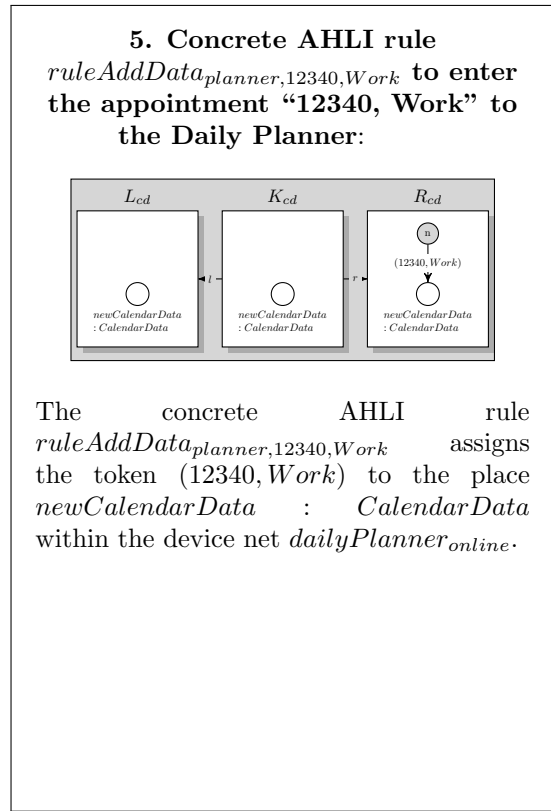 5. Concrete AHLI rule
ruleAddData_{planner,12340,Work} to enter
the appointment “12340, Work” to
the Daily Planner:
L_{cd} K_{cd} R_{cd}
n
(12340, Work)
l r
newCalendarData newCalendarData newCalendarData
: CalendarData : CalendarData : CalendarData
The concrete AHLI rule
ruleAddData_{planner,12340,Work} assigns
the token (12340, Work) to the place
newCalendarData : CalendarData
within the device net dailyPlanner_{online}.